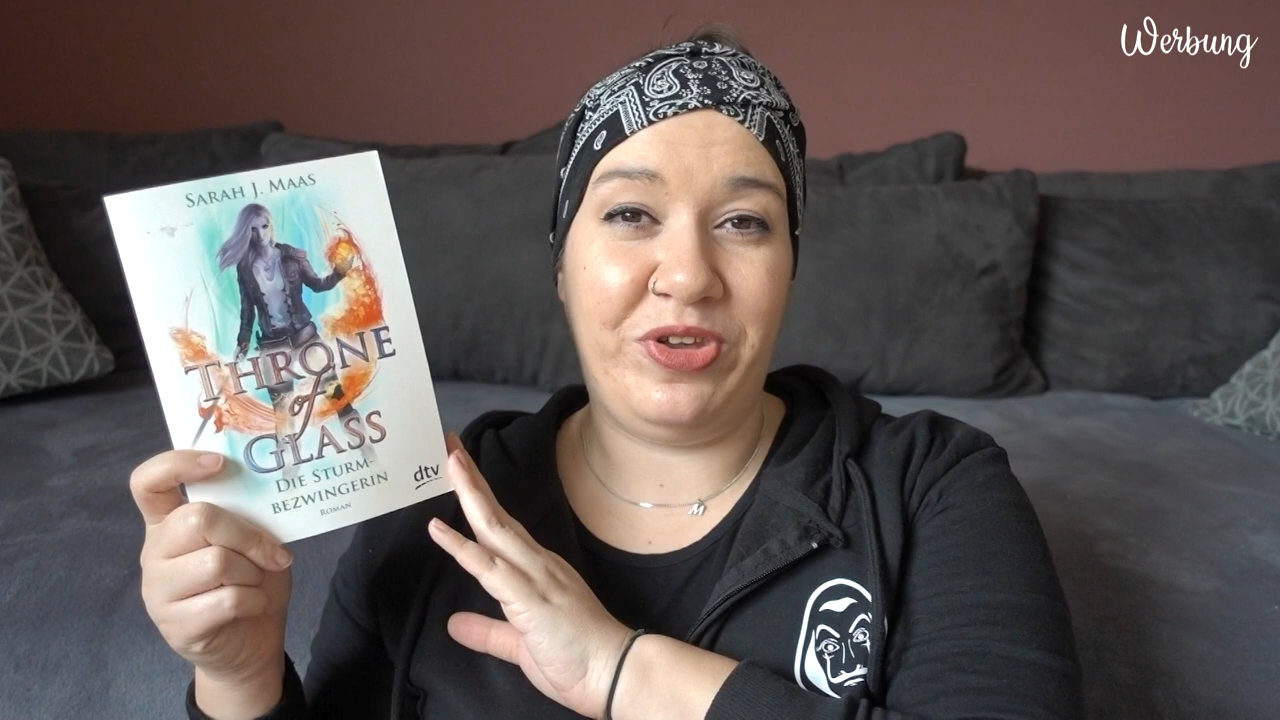 Werbung
SARAH J. MAAS
THRONE
of
GLASS
DIE STURM-
BEZWINGERIN
ROMAN
dtv
M